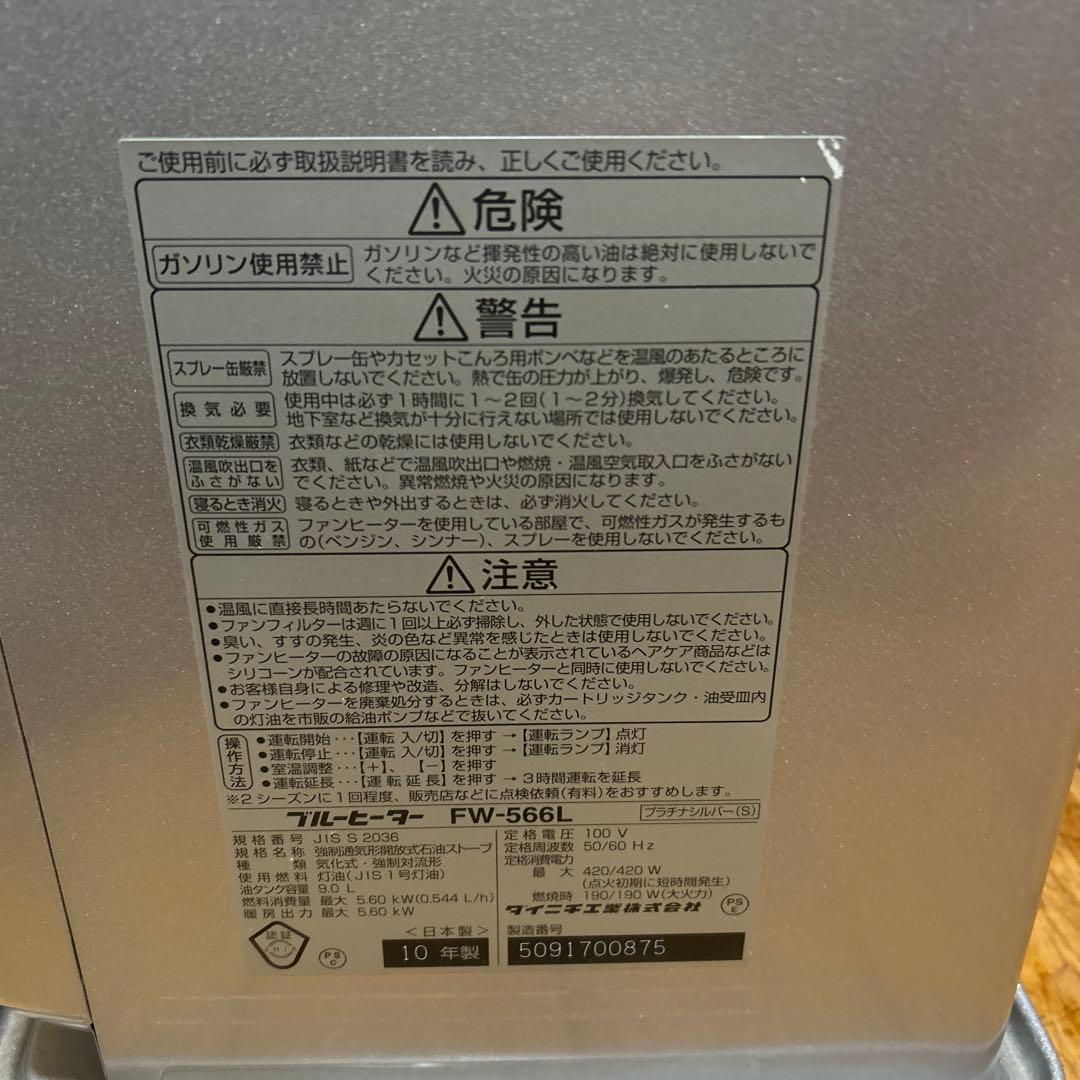 ご使用前に必ず取扱説明書を読み、正しくご使用ください。
危険
ガソリン使用禁止
ガソリンなど揮発性の高い油は絶対に使用しないで
ください。火災の原因になります。
警告
スプレー缶厳禁
スプレー缶やカセットこんろ用ボンベなどを温風のあたるところに
放置しないでください。熱で缶の圧力が上がり、爆発し、危険です。
換気必要
使用中は必ず1時間に1～2回(1～2分)換気してください。
地下室など換気が十分に行えない場所では使用しないでください。
衣類乾燥厳禁
衣類などの乾燥には使用しないでください。
温風吹出口を
ふさがない
衣類、紙などで温風吹出口や燃焼・温風空気取入口をふさがない
でください。異常燃焼や火災の原因になります。
寝るとき消火
寝るときや外出するときは、必ず消火してください。
可燃性ガス
使用厳禁
ファンヒーターを使用している部屋で、可燃性ガスが発生するも
の(ベンジン、シンナー)、スプレーを使用しないでください。
注意
●温風に直接長時間あたらないでください。
●ファンフィルターは週に1回以上必ず掃除し、外した状態で使用しないでください。
●臭い、すすの発生、炎の色など異常を感じたときは使用しないでください。
●ファンヒーターの故障の原因になることが表示されているヘアケア商品などは
シリコーンが配合されています。ファンヒーターと同時に使用しないでください。
●お客様自身による修理や改造、分解はしないでください。
●ファンヒーターを廃棄処分するときは、必ずカートリッジタンク・油受皿内
の灯油を市販の給油ポンプなどで抜いてください。
操作方法
●運転開始･･･【運転 入/切】を押す→【運転ランプ】点灯
●運転停止･･･【運転 入/切】を押す→【運転ランプ】消灯
●室温調整･･･【+】、【−】を押す
●運転延長･･･【運転延長】を押す→3時間運転を延長
※2シーズンに1回程度、販売店などに点検依頼(有料)をおすすめします。
ブルーヒーター FW-566L プラチナシルバー(S)
規格番号 JIS S 2036
規格名称 強制通気形開放式石油ストーブ
種類 気化式・強制対流形
使用燃料 灯油(JIS1号灯油)
油タンク容量 9.0 L
燃料消費量 最大 5.60 kW(0.544 L/h)
暖房出力 最大 5.60 kW
定格電圧 100 V
定格周波数 50/60 Hz
定格消費電力
最大 420/420 W
(点火初期に短時間発生)
燃焼時 190/190 W(大火力)
ダイニチ工業株式会社
PS
E
認証
JHIA
PS
C
<日本製>
10 年製
製造番号
5091700875